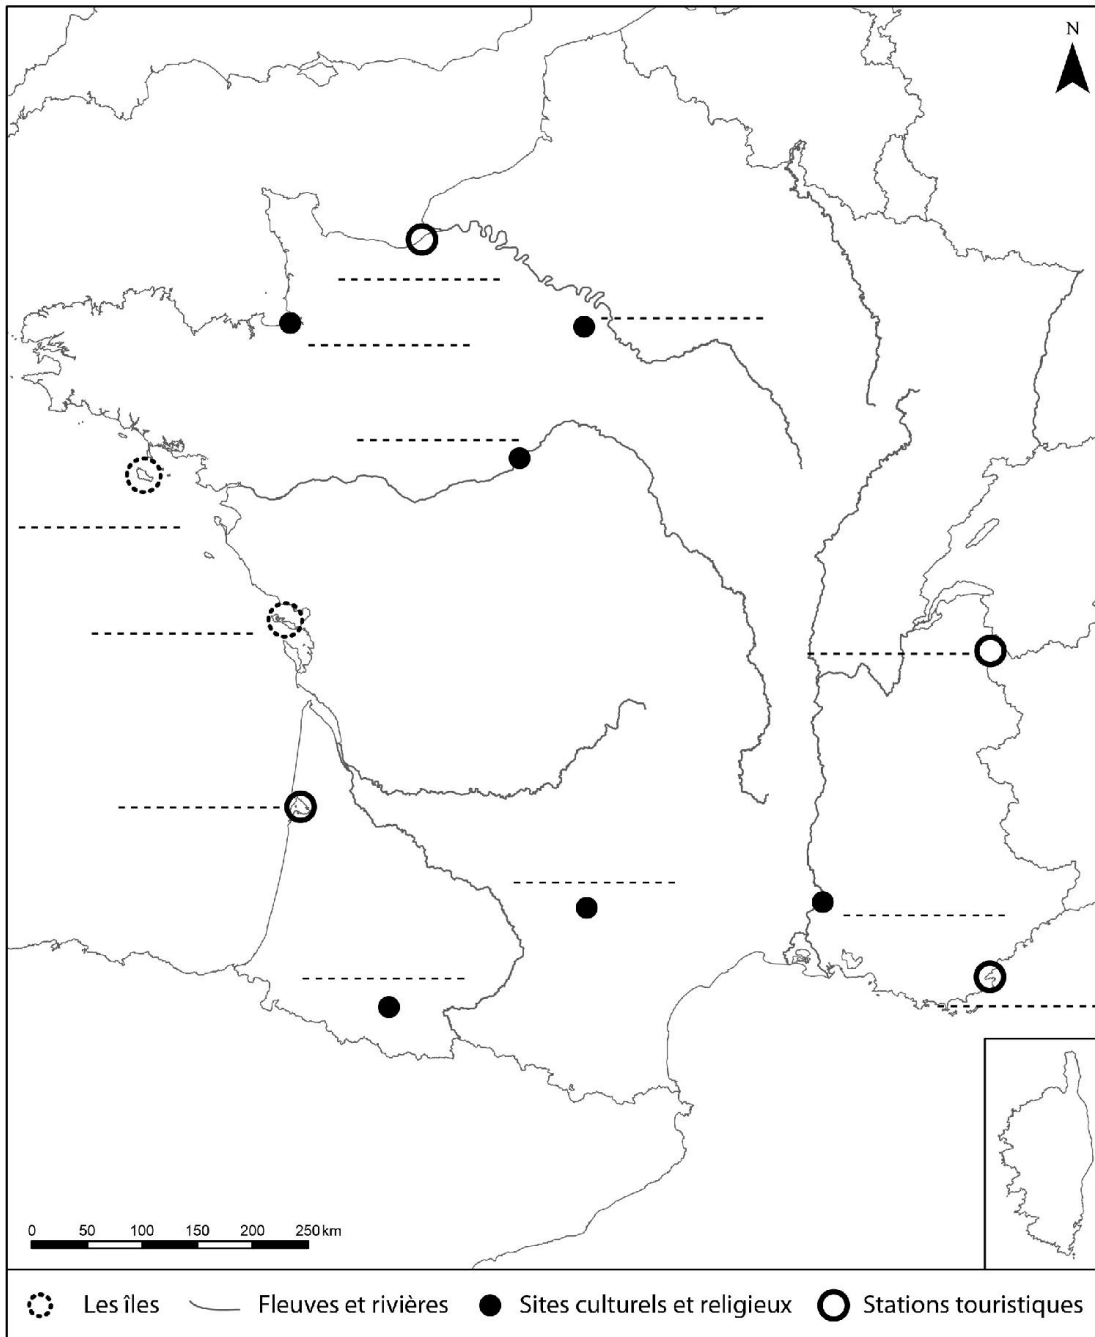 N
0 50 100 150 200 250 km
Les îles Fleuves et rivières Sites culturels et religieux Stations touristiques